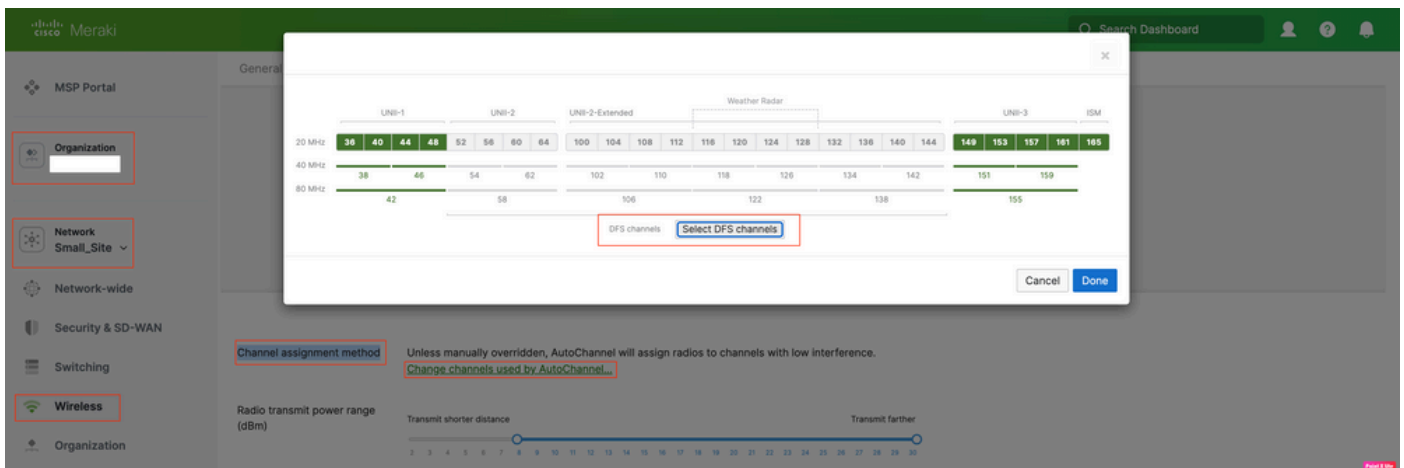 cisco Meraki
Search Dashboard
MSP Portal
Organization
Network
Small_Site
Network-wide
Security & SD-WAN
Switching
Wireless
Organization
General
×
Weather Radar
UNII-1 UNII-2 UNII-2-Extended UNII-3 ISM
20 MHz 36 40 44 48 52 56 60 64 100 104 108 112 116 120 124 128 132 136 140 144 149 153 157 161 165
40 MHz 38 46 54 62 102 110 118 126 134 142 151 159
80 MHz 42 58 106 122 138 155
DFS channels Select DFS channels
Cancel Done
Channel assignment method
Unless manually overridden, AutoChannel will assign radios to channels with low interference.
Change channels used by AutoChannel...
Radio transmit power range
(dBm)
Transmit shorter distance Transmit farther
2 3 4 5 6 7 8 9 10 11 12 13 14 15 16 17 18 19 20 21 22 23 24 25 26 27 28 29 30